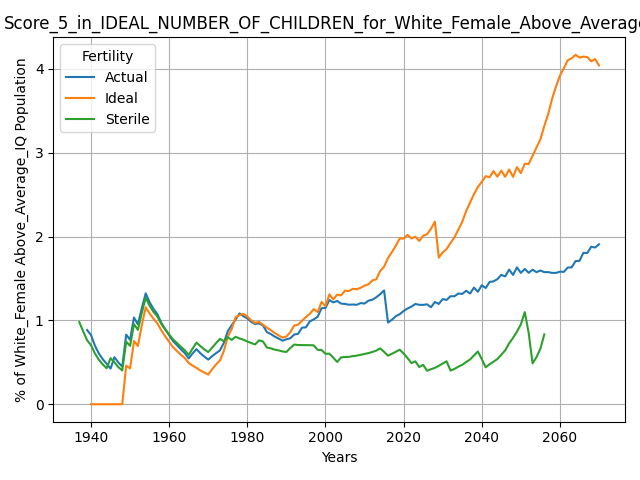 Score_5_in_IDEAL_NUMBER_OF_CHILDREN_for_White_Female_Above_Average
Fertility
Actual
Ideal
Sterile
% of White_Female Above_Average_IQ Population
4
3
2
1
0
1940 1960 1980 2000 2020 2040 2060
Years